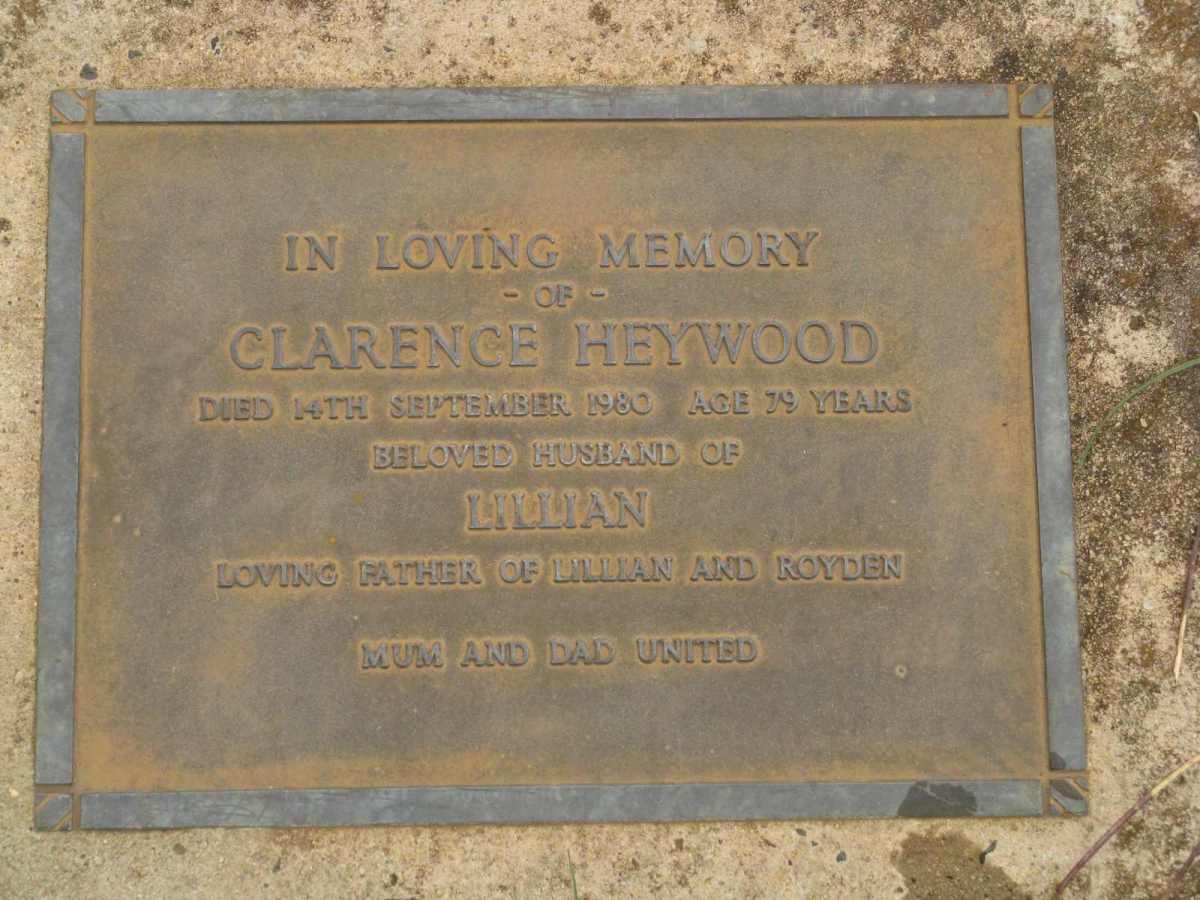 IN LOVING MEMORY
- OF -
CLARENCE HEYWOOD
DIED 14TH SEPTEMBER 1980 AGE 79 YEARS
BELOVED HUSBAND OF
LILLIAN
LOVING FATHER OF LILLIAN AND ROYDEN
MUM AND DAD UNITED